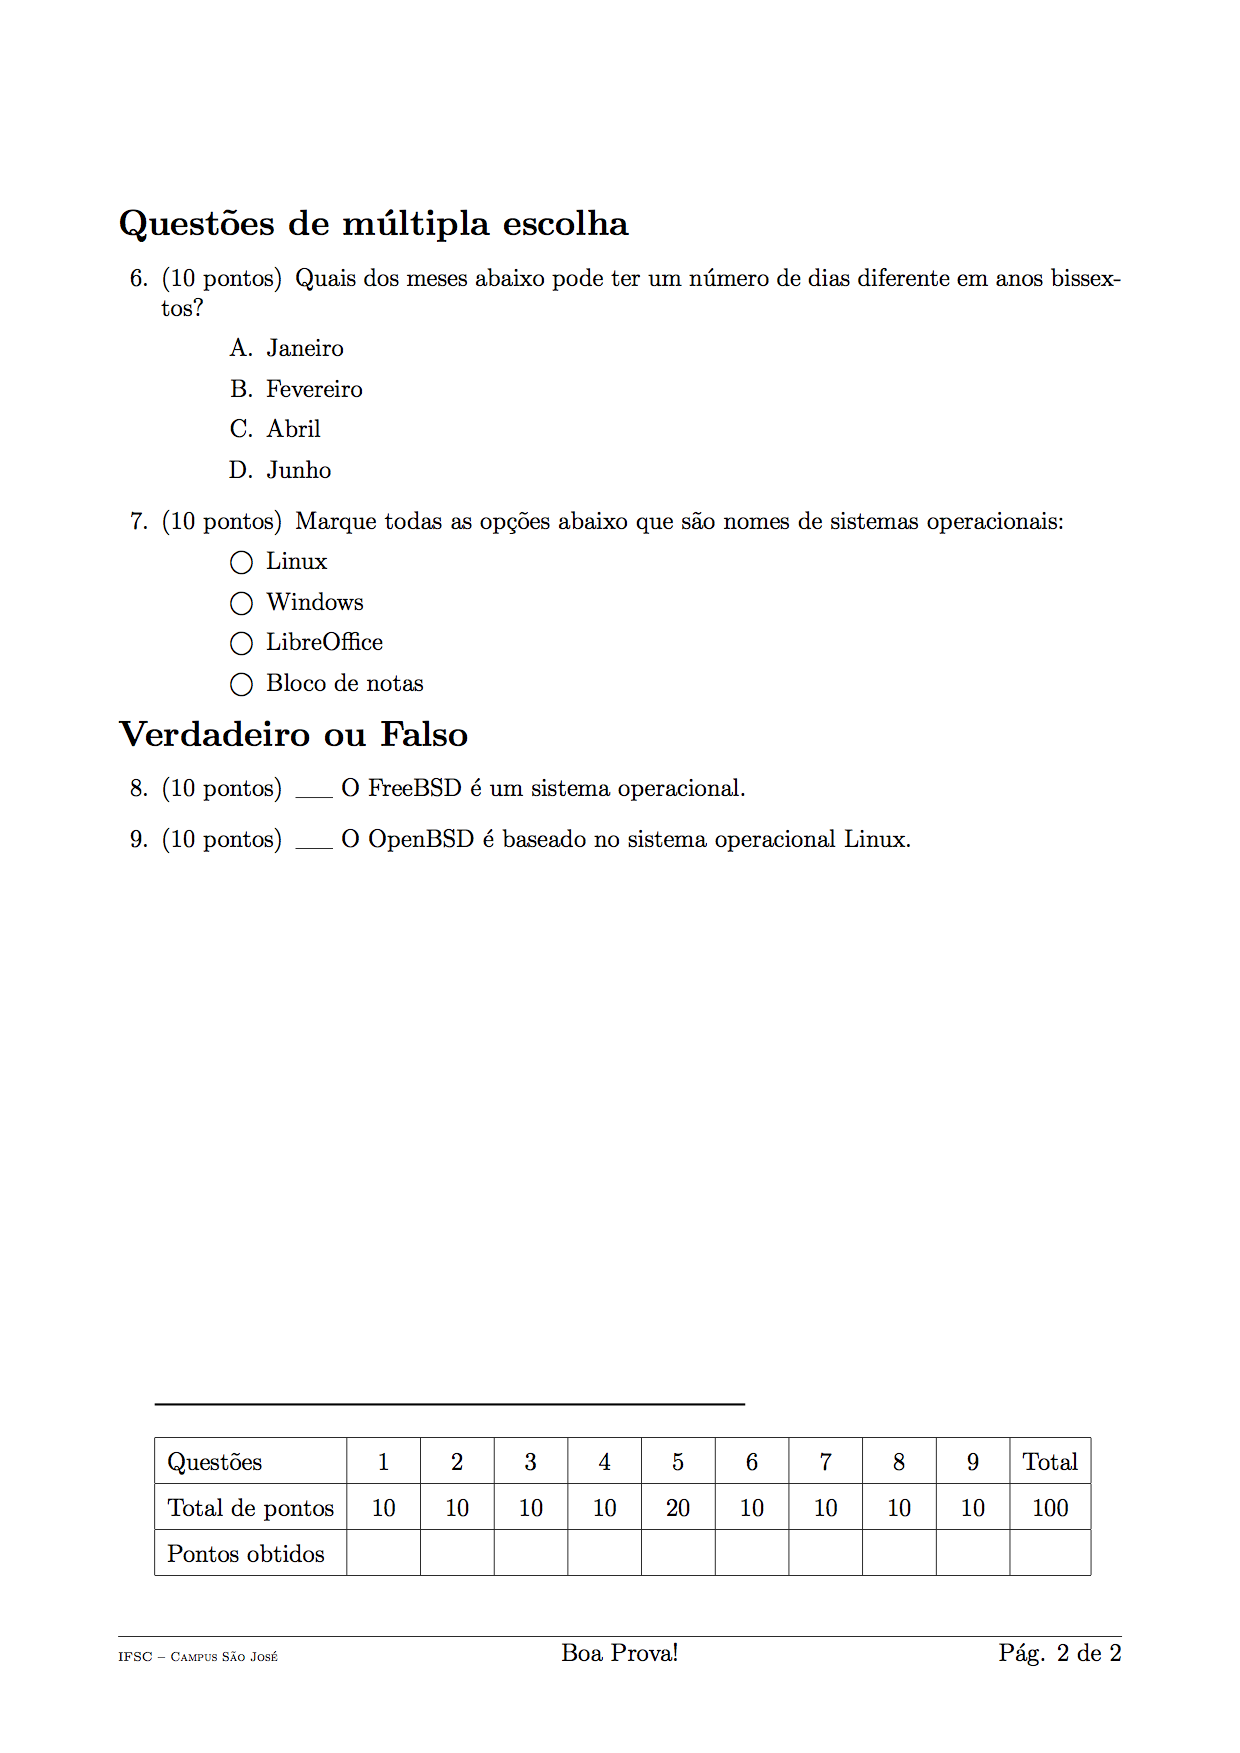 Questões de múltipla escolha
6. (10 pontos) Quais dos meses abaixo pode ter um número de dias diferente em anos bissex-
tos?
A. Janeiro
B. Fevereiro
C. Abril
D. Junho
7. (10 pontos) Marque todas as opções abaixo que são nomes de sistemas operacionais:
○ Linux
○ Windows
○ LibreOffice
○ Bloco de notas
Verdadeiro ou Falso
8. (10 pontos) ___ O FreeBSD é um sistema operacional.
9. (10 pontos) ___ O OpenBSD é baseado no sistema operacional Linux.
Questões 1 2 3 4 5 6 7 8 9 Total
Total de pontos 10 10 10 10 20 10 10 10 10 100
Pontos obtidos
IFSC – Campus São José Boa Prova! Pág. 2 de 2